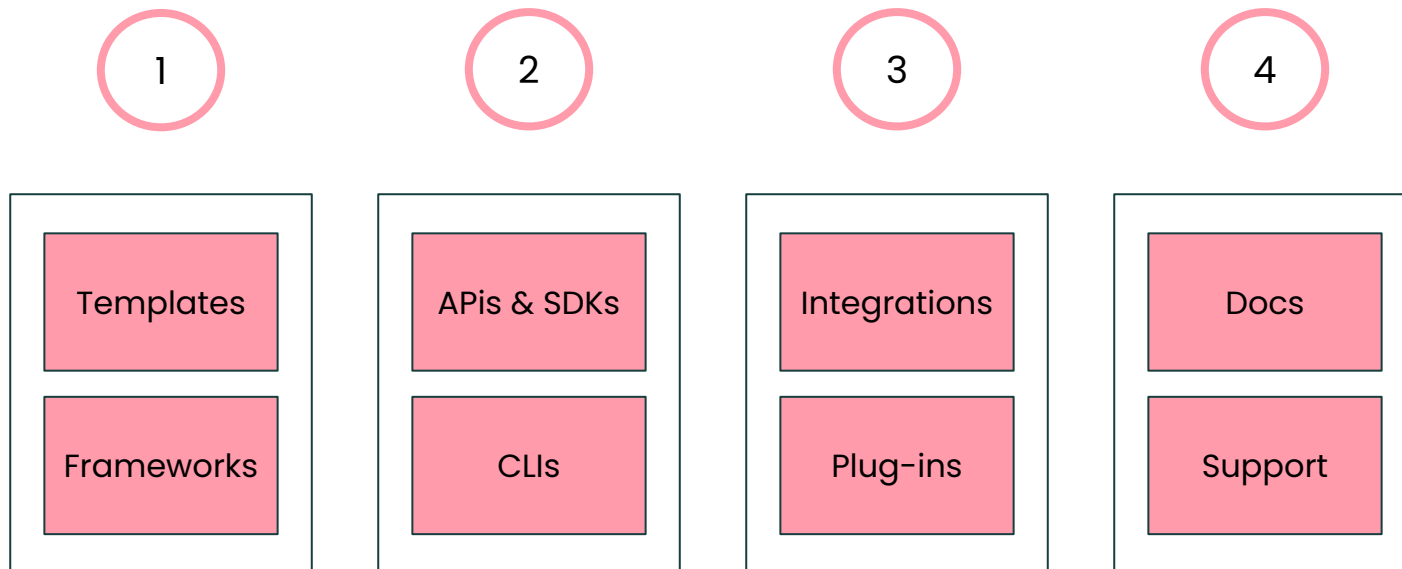 1
2
3
4
Templates
APis & SDKs
Integrations
Docs
Frameworks
CLIs
Plug-ins
Support